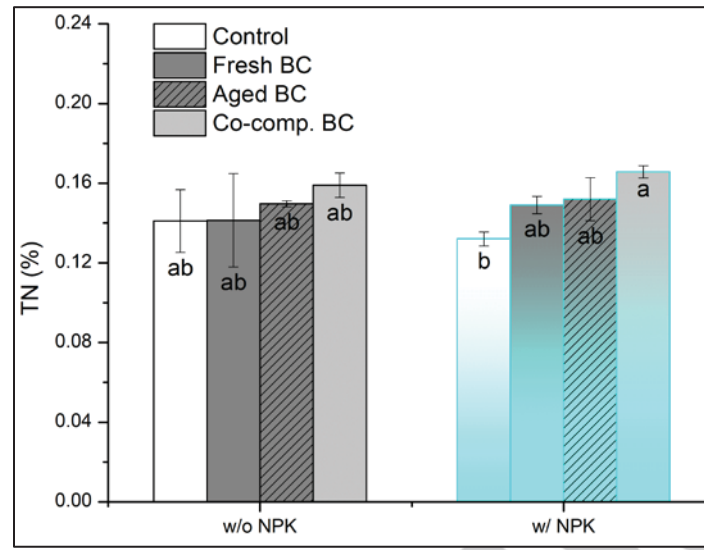 0.24
0.20
0.16
0.12
0.08
0.04
0.00
TN (%)
Control
Fresh BC
Aged BC
Co-comp. BC
ab
ab
ab
ab
b
ab
ab
a
w/o NPK
w/ NPK